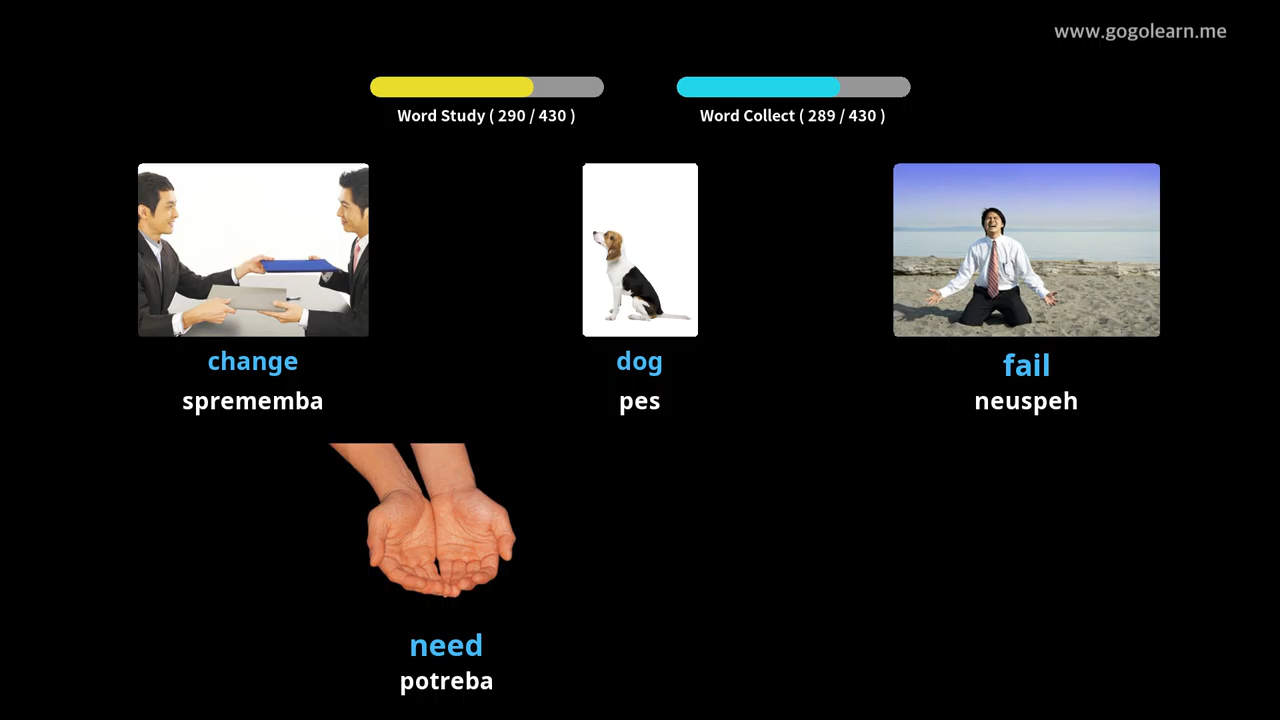 www.gogolearn.me
Word Study ( 290 / 430 )
Word Collect ( 289 / 430 )
change
sprememba
dog
pes
fail
neuspeh
need
potreba